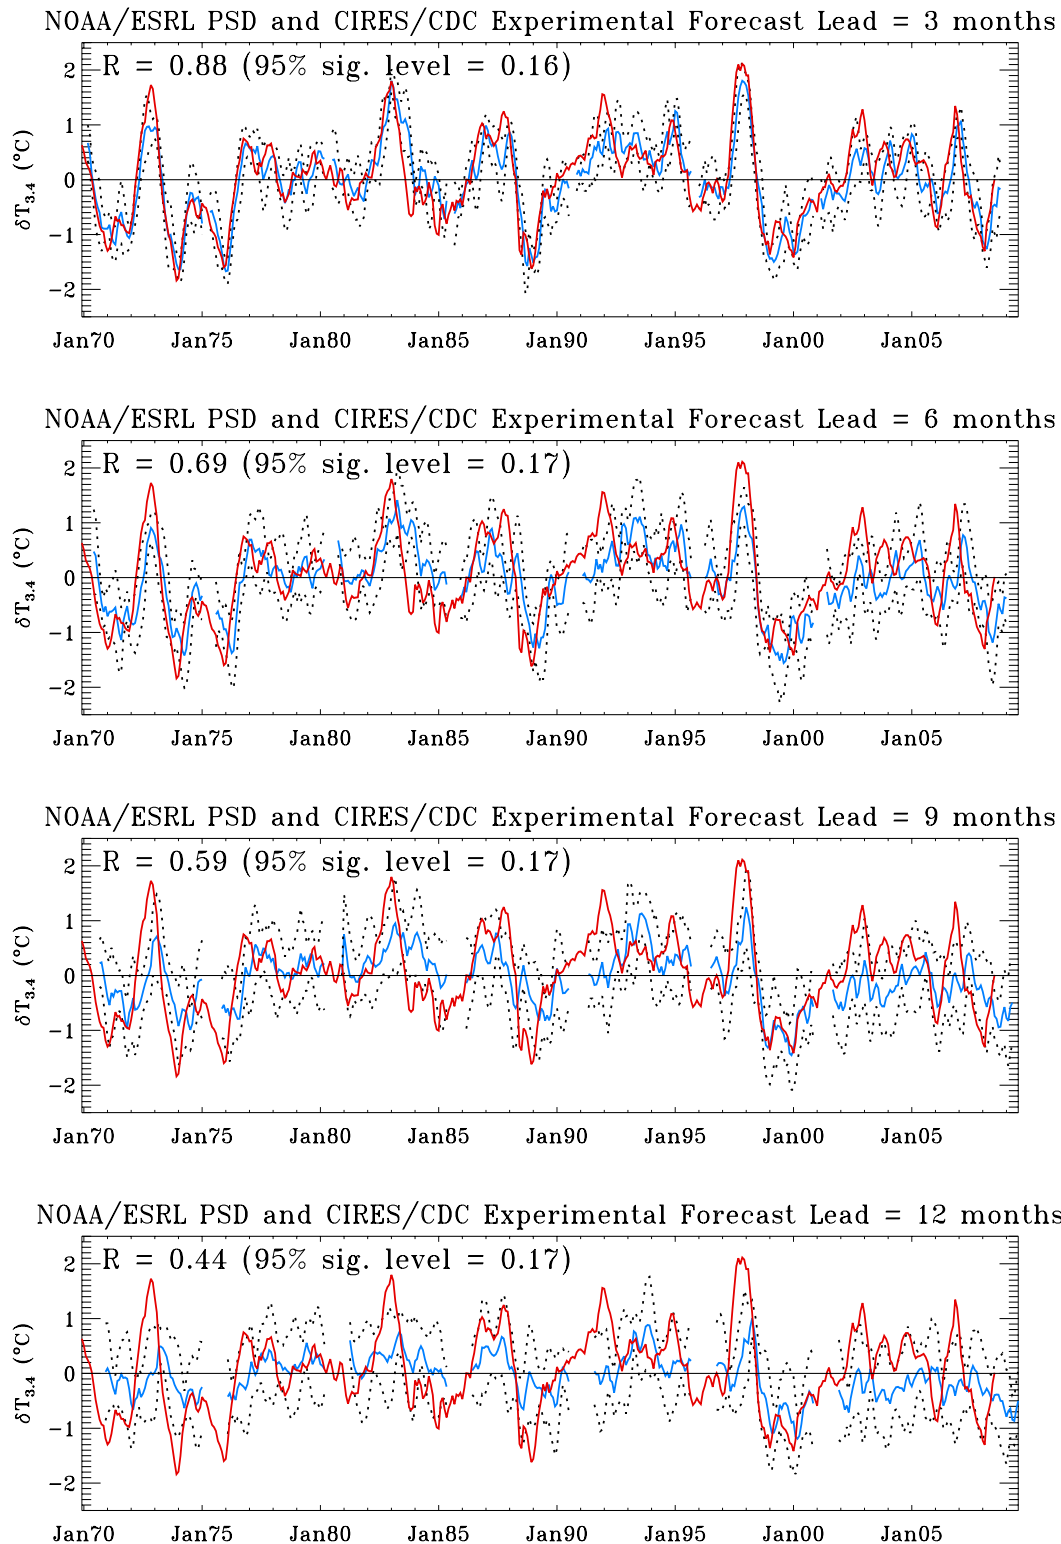 NOAA/ESRL PSD and CIRES/CDC Experimental Forecast Lead = 3 months
R = 0.88 (95% sig. level = 0.16)
δT3.4 (°C)
2
1
0
−1
−2
Jan70 Jan75 Jan80 Jan85 Jan90 Jan95 Jan00 Jan05
NOAA/ESRL PSD and CIRES/CDC Experimental Forecast Lead = 6 months
R = 0.69 (95% sig. level = 0.17)
δT3.4 (°C)
2
1
0
−1
−2
Jan70 Jan75 Jan80 Jan85 Jan90 Jan95 Jan00 Jan05
NOAA/ESRL PSD and CIRES/CDC Experimental Forecast Lead = 9 months
R = 0.59 (95% sig. level = 0.17)
δT3.4 (°C)
2
1
0
−1
−2
Jan70 Jan75 Jan80 Jan85 Jan90 Jan95 Jan00 Jan05
NOAA/ESRL PSD and CIRES/CDC Experimental Forecast Lead = 12 months
R = 0.44 (95% sig. level = 0.17)
δT3.4 (°C)
2
1
0
−1
−2
Jan70 Jan75 Jan80 Jan85 Jan90 Jan95 Jan00 Jan05